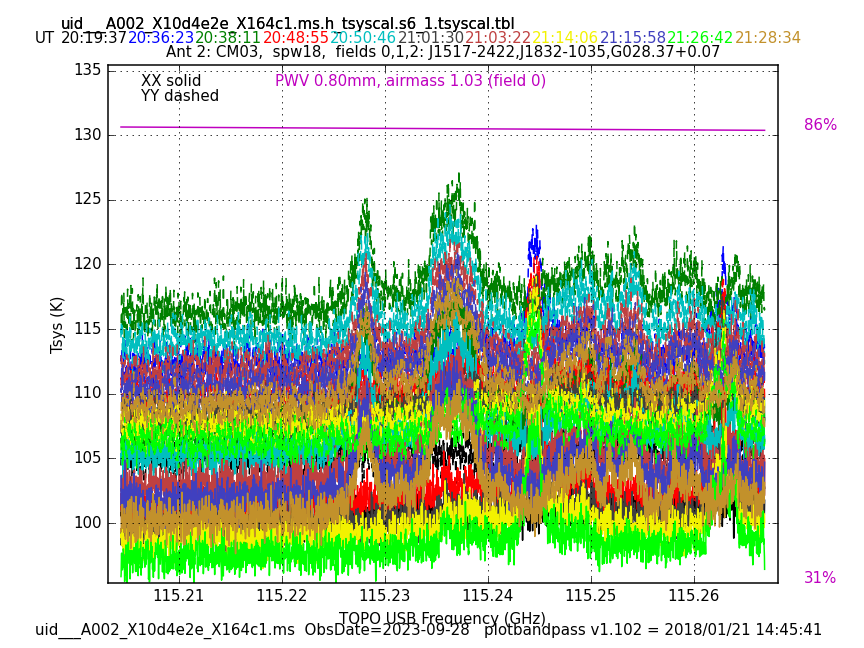 uid___A002_X10d4e2e_X164c1.ms.h_tsyscal.s6_1.tsyscal.tbl
UT 20:19:37 20:36:23 20:38:11 20:48:55 20:50:46 21:01:30 21:03:22 21:14:06 21:15:58 21:26:42 21:28:34
Ant 2: CM03, spw18, fields 0,1,2: J1517-2422,J1832-1035,G028.37+0.07
XX solid
YY dashed
PWV 0.80mm, airmass 1.03 (field 0)
135
130
125
120
115
110
105
100
Tsys (K)
86%
31%
115.21 115.22 115.23 115.24 115.25 115.26
TOPO USB Frequency (GHz)
uid___A002_X10d4e2e_X164c1.ms ObsDate=2023-09-28 plotbandpass v1.102 = 2018/01/21 14:45:41